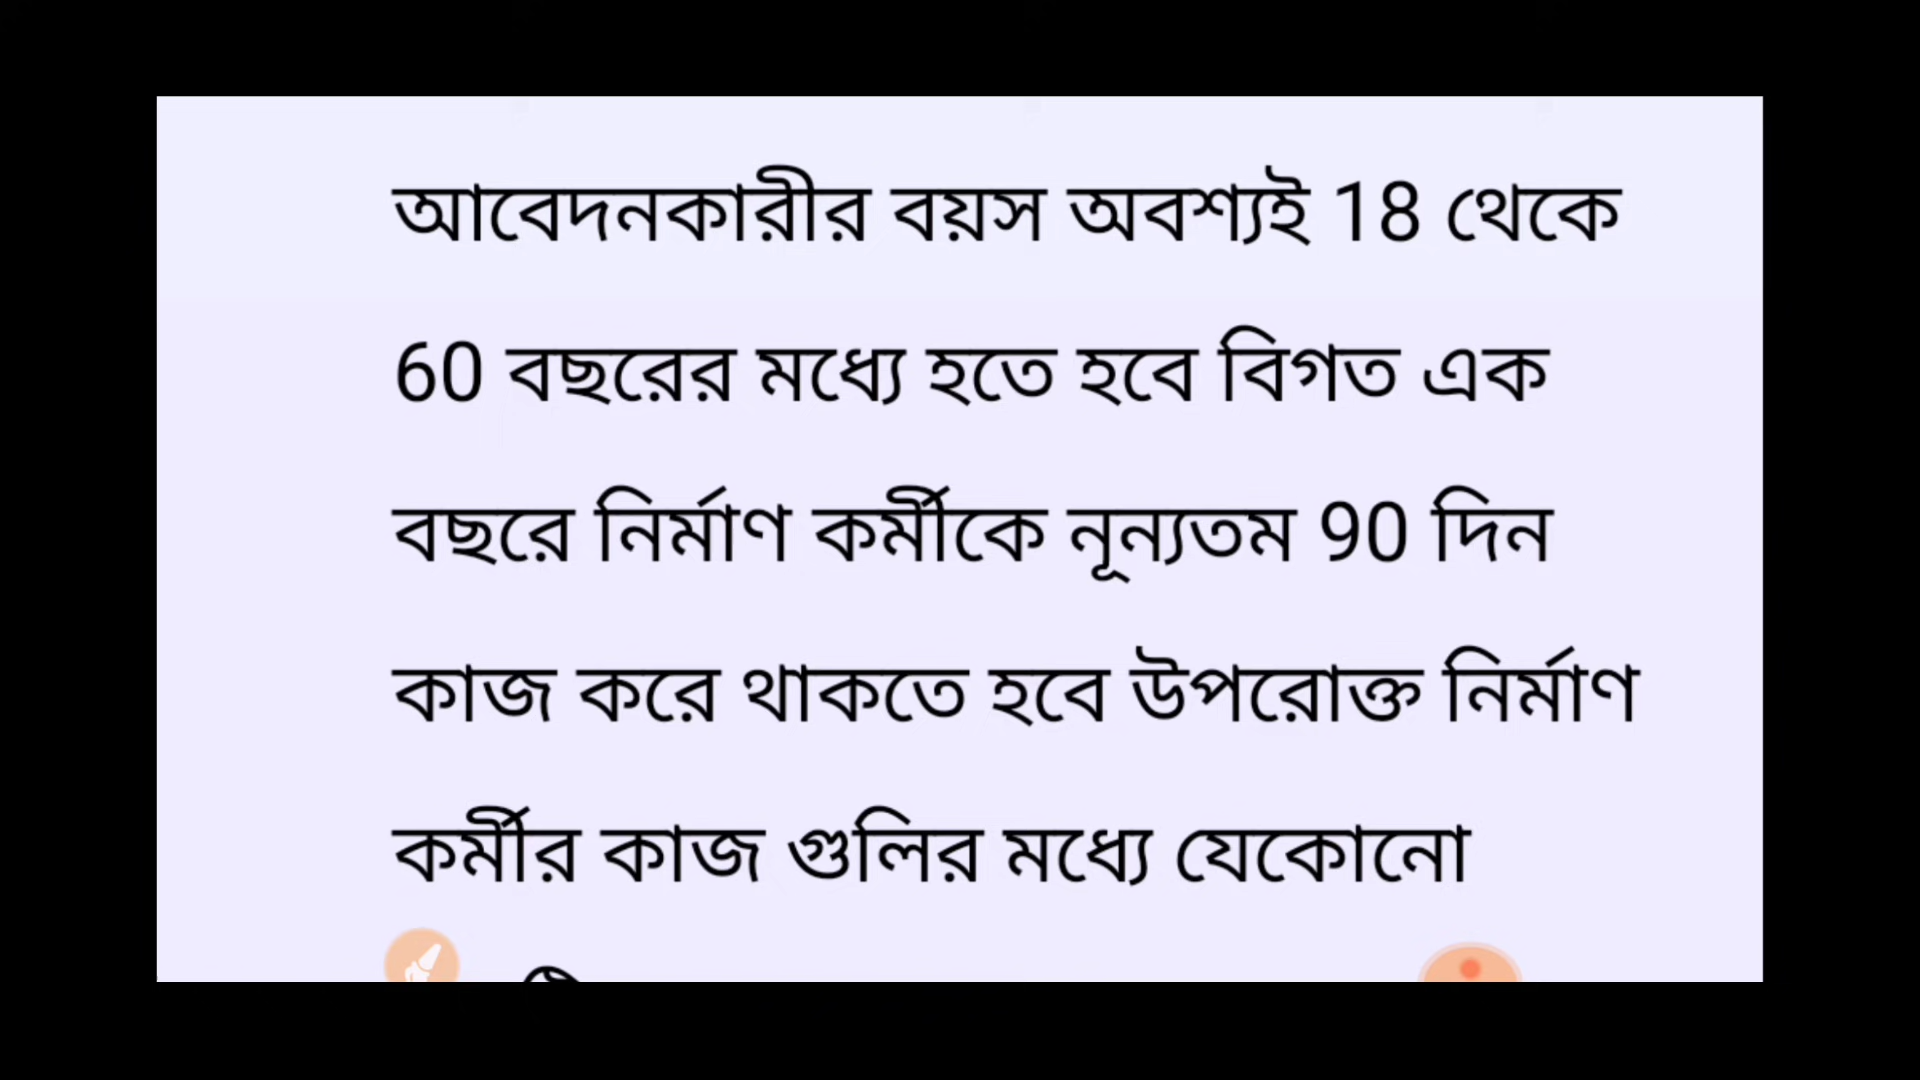 আবেদনকারীর বয়স অবশ্যই 18 থেকে
60 বছরের মধ্যে হতে হবে বিগত এক
বছরে নির্মাণ কর্মীকে নূন্যতম 90 দিন
কাজ করে থাকতে হবে উপরোক্ত নির্মাণ
কর্মীর কাজ গুলির মধ্যে যেকোনো